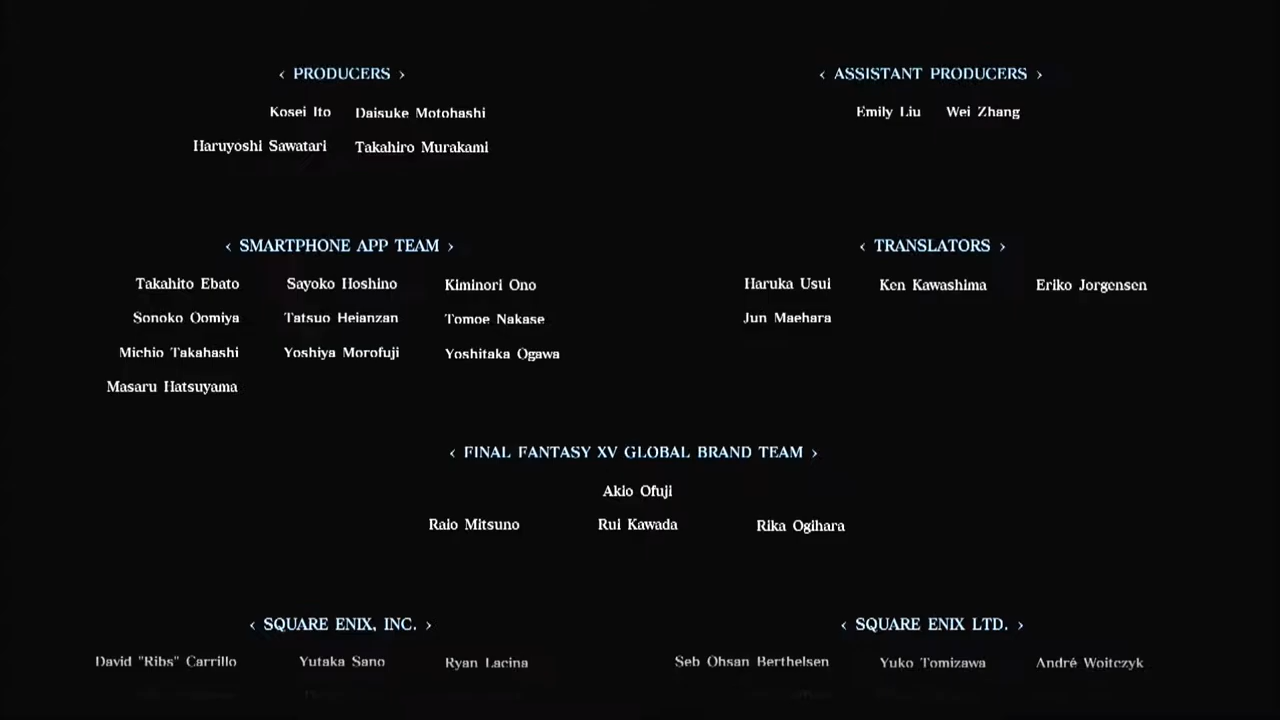 ‹ PRODUCERS ›
Kosei Ito Daisuke Motohashi
Haruyoshi Sawatari Takahiro Murakami
‹ ASSISTANT PRODUCERS ›
Emily Liu Wei Zhang
‹ SMARTPHONE APP TEAM ›
Takahito Ebato Sayoko Hoshino Kiminori Ono
Sonoko Oomiya Tatsuo Heianzan Tomoe Nakase
Michio Takahashi Yoshiya Morofuji Yoshitaka Ogawa
Masaru Hatsuyama
‹ TRANSLATORS ›
Haruka Usui Ken Kawashima Eriko Jorgensen
Jun Maehara
‹ FINAL FANTASY XV GLOBAL BRAND TEAM ›
Akio Ofuji
Raio Mitsuno Rui Kawada Rika Ogihara
‹ SQUARE ENIX, INC. ›
David "Ribs" Carrillo Yutaka Sano Ryan Lacina
‹ SQUARE ENIX LTD. ›
Seb Ohsan Berthelsen Yuko Tomizawa André Woitczyk